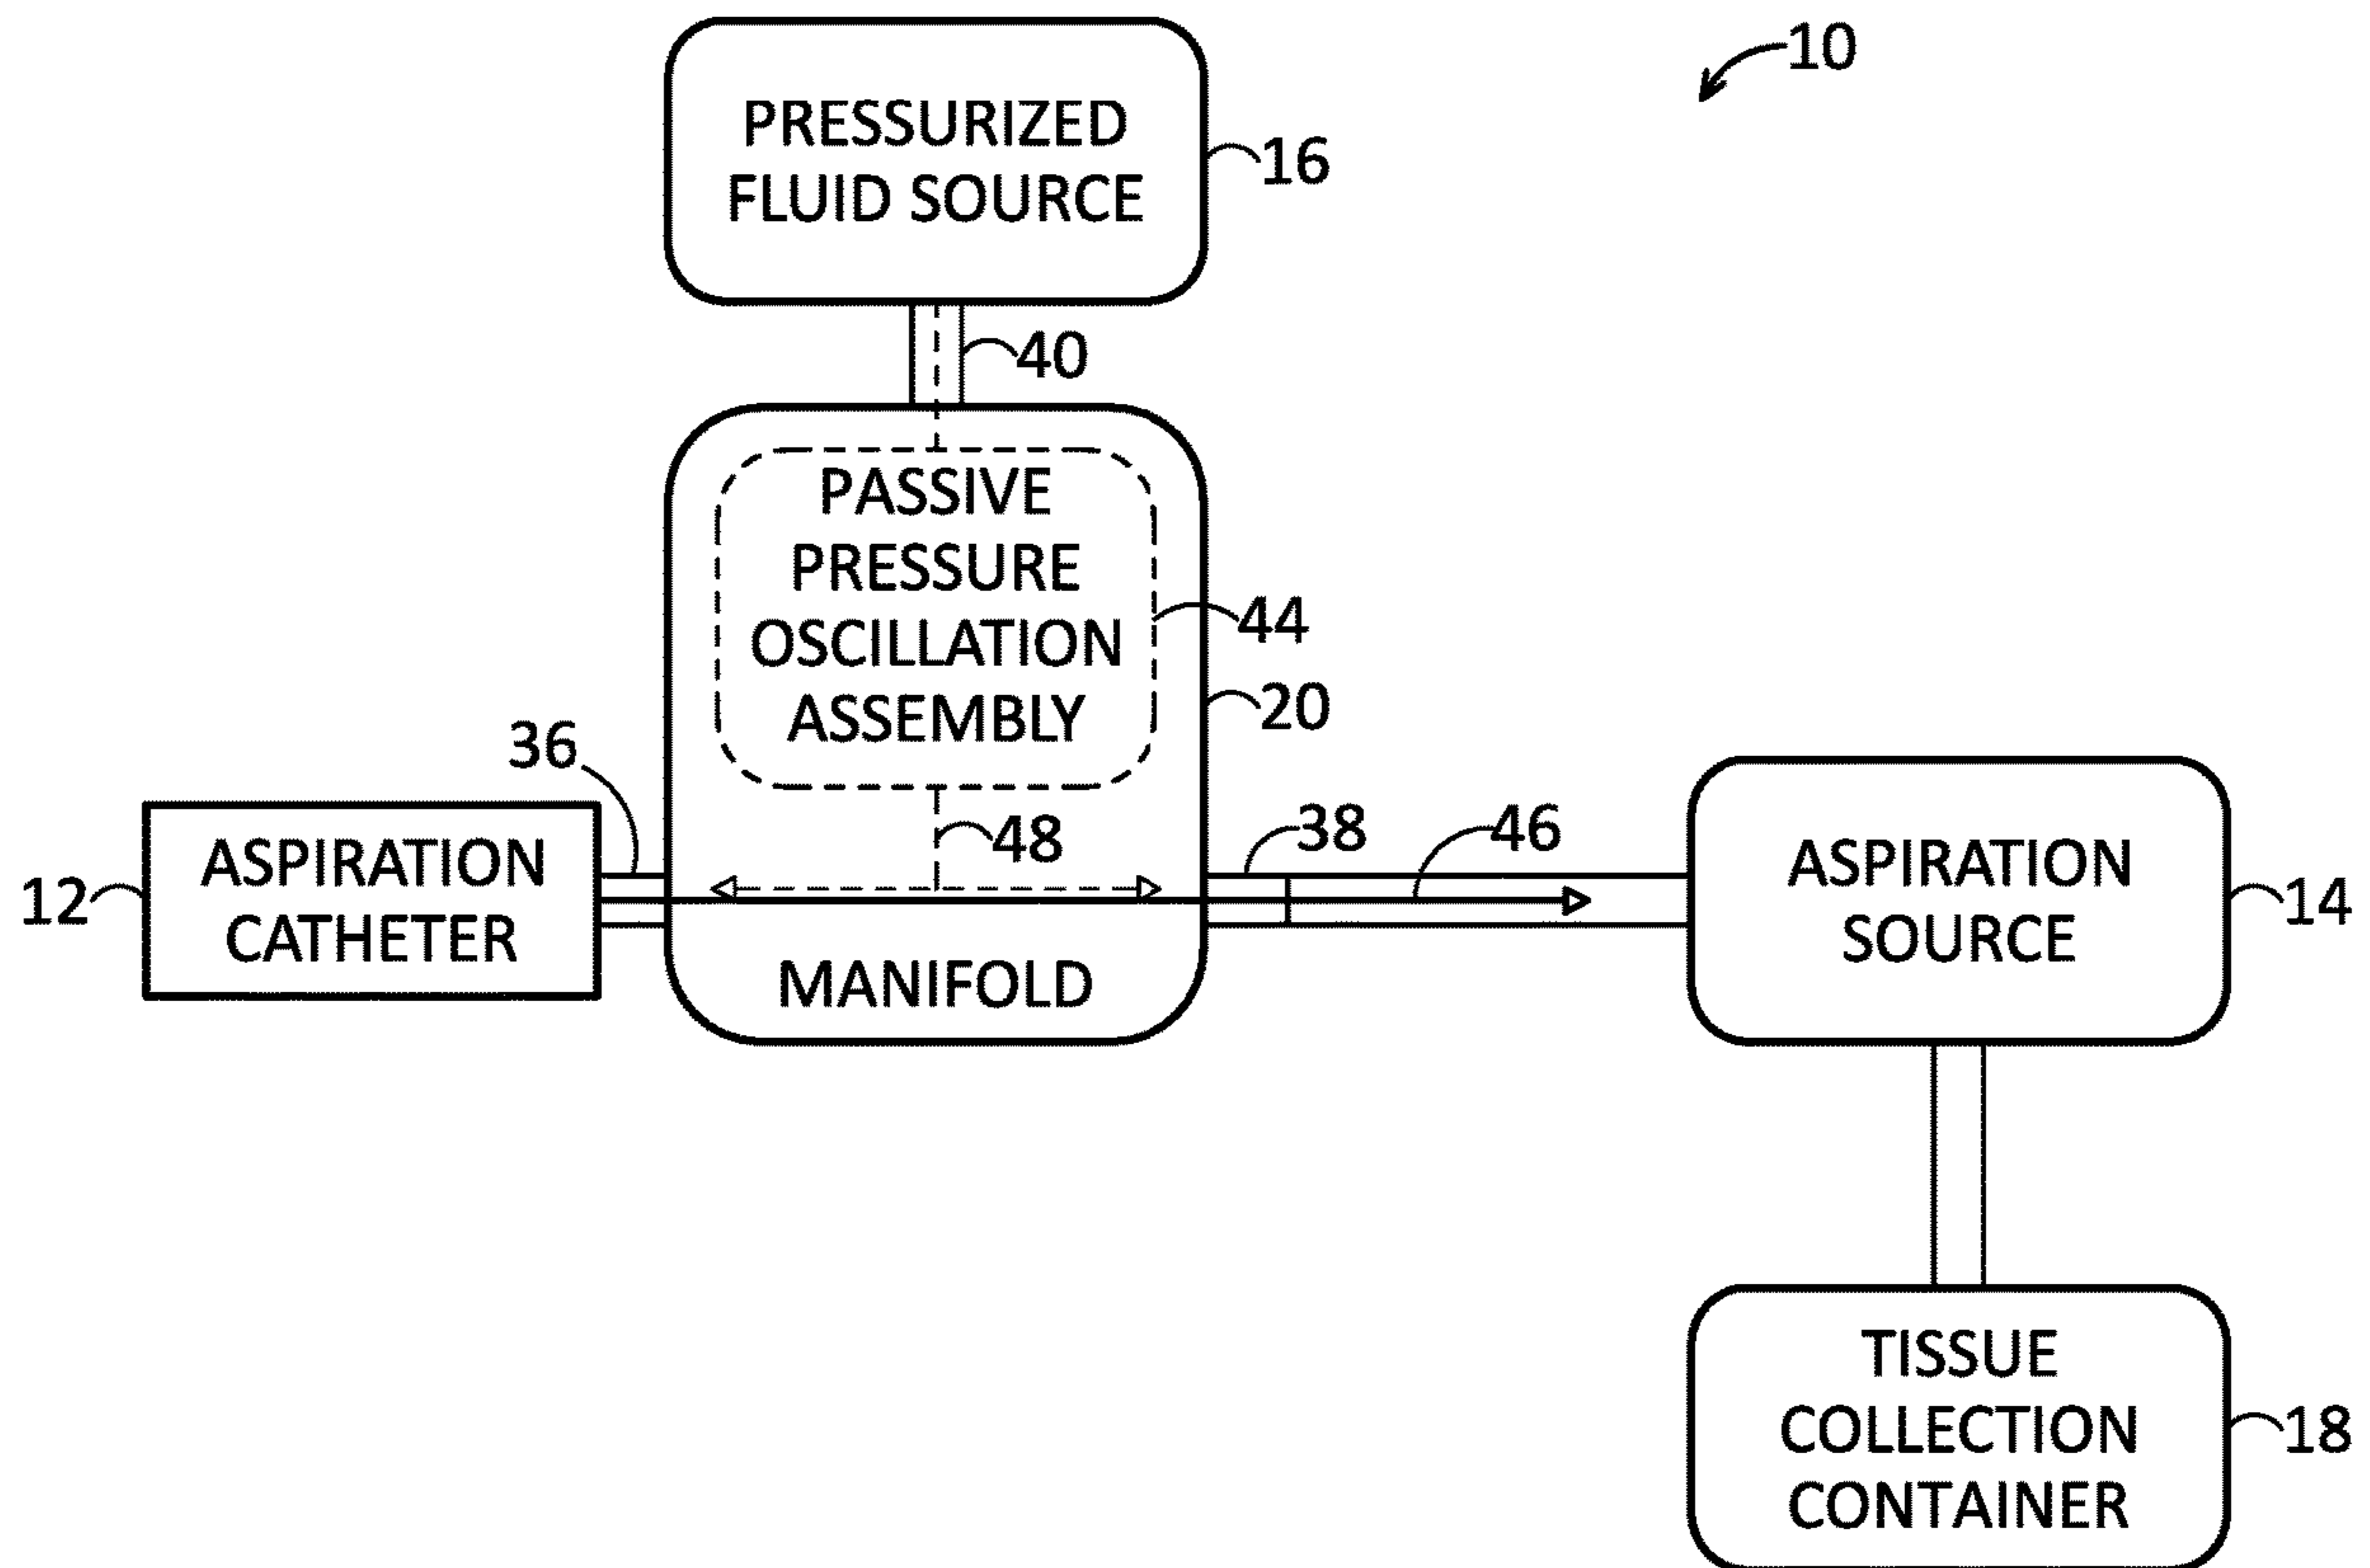 10
PRESSURIZED
FLUID SOURCE
16
40
PASSIVE
PRESSURE
OSCILLATION
ASSEMBLY
44
20
36
48
38
46
12
ASPIRATION
CATHETER
MANIFOLD
ASPIRATION
SOURCE
14
TISSUE
COLLECTION
CONTAINER
18